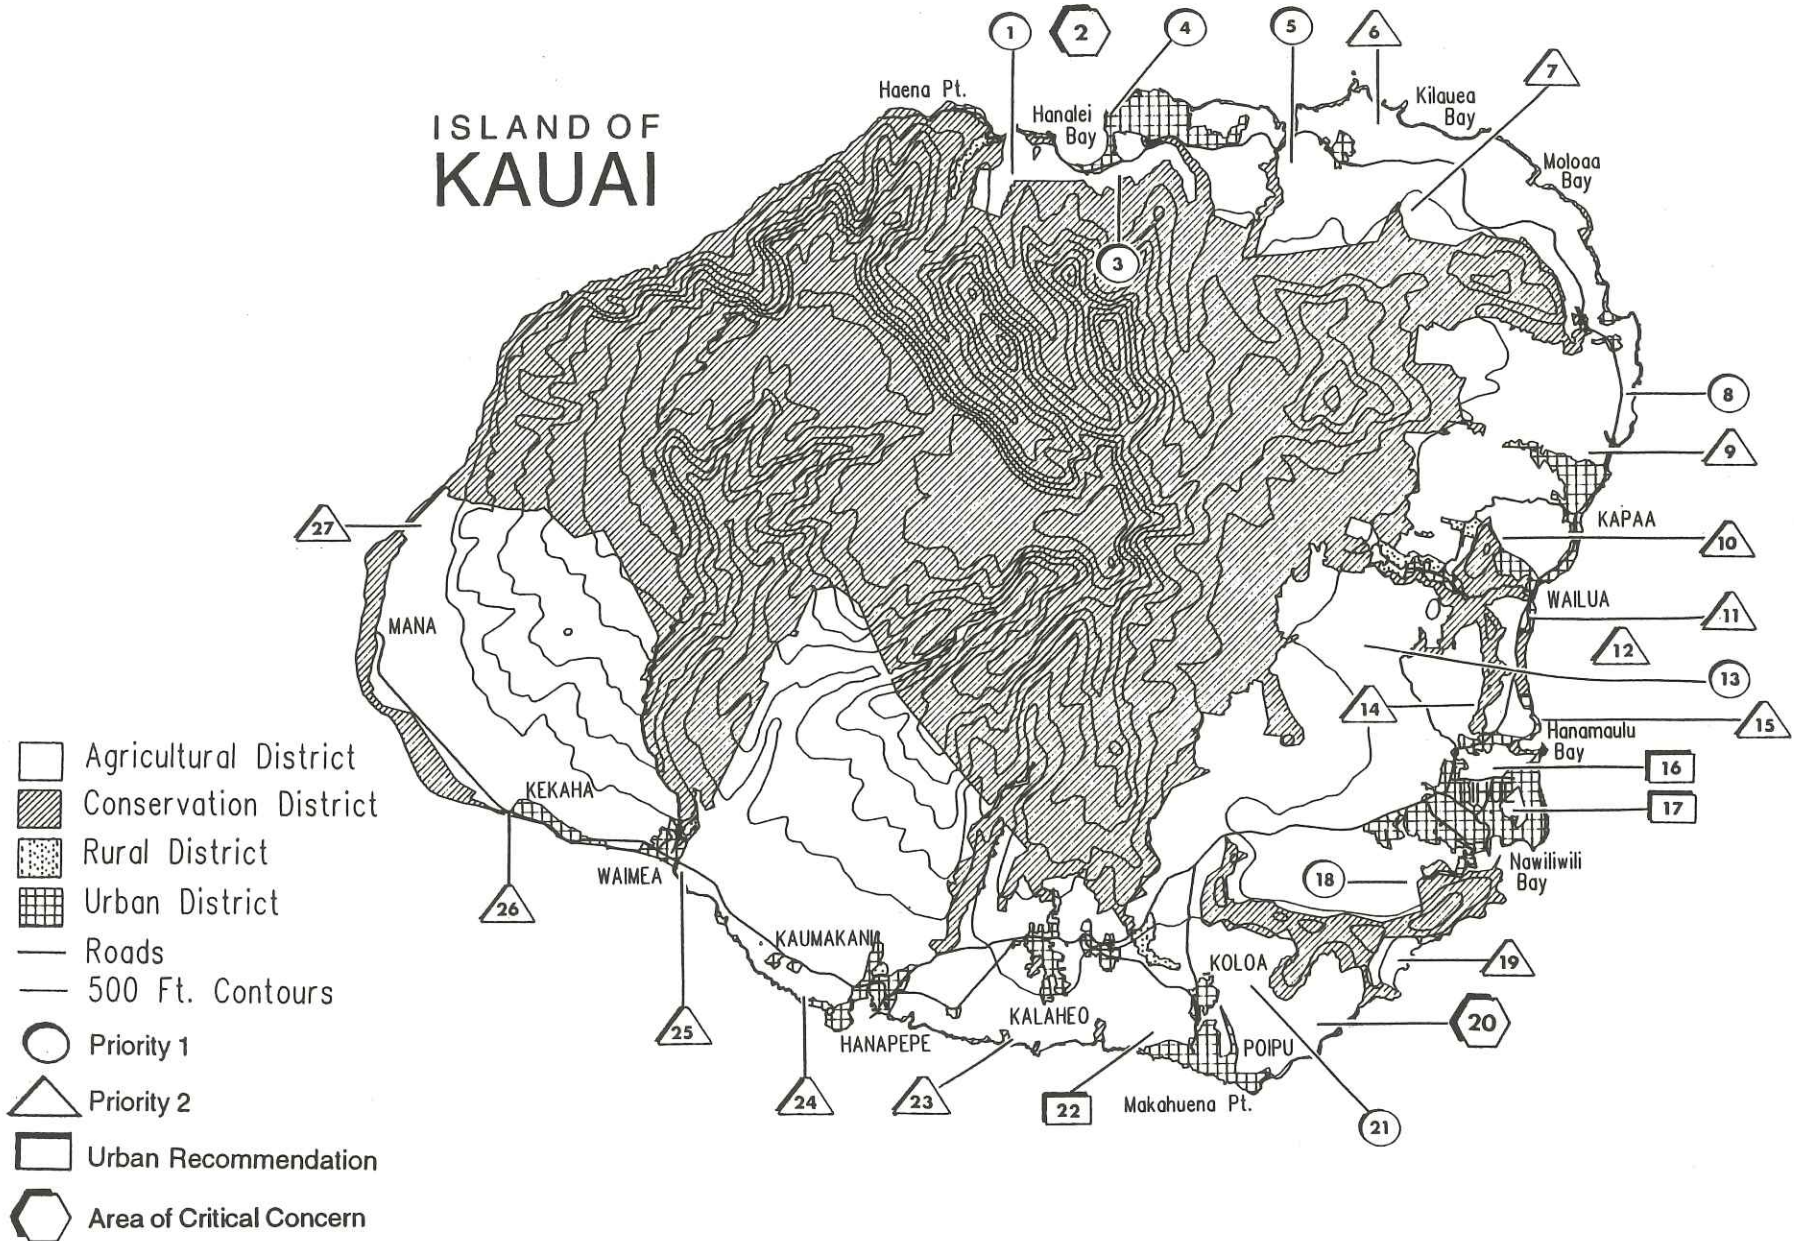 ISLAND OF
KAUAI
1
2
4
5
6
7
Haena Pt.
Hanalei
Bay
Kilauea
Bay
Moloaa
Bay
3
8
9
KAPAA
10
WAILUA
11
12
13
14
15
Hanamaulu
Bay
16
17
Nawiliwili
Bay
18
19
20
KOLOA
POIPU
Makahuena Pt.
21
22
23
KALAHEO
HANAPEPE
24
KAUMAKANI
25
WAIMEA
26
KEKAHA
MANA
27
Agricultural District
Conservation District
Rural District
Urban District
Roads
500 Ft. Contours
Priority 1
Priority 2
Urban Recommendation
Area of Critical Concern